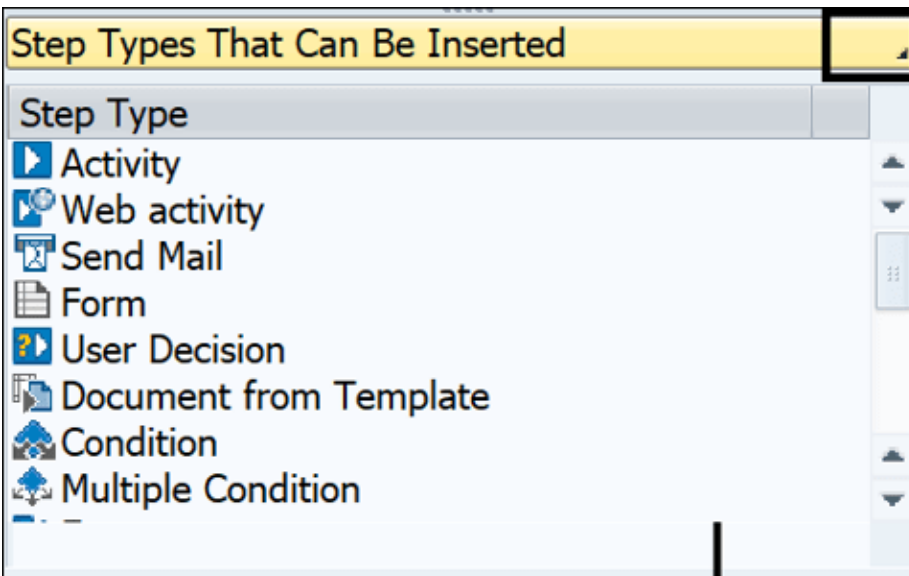 Step Types That Can Be Inserted
Step Type
Activity
Web activity
Send Mail
Form
User Decision
Document from Template
Condition
Multiple Condition